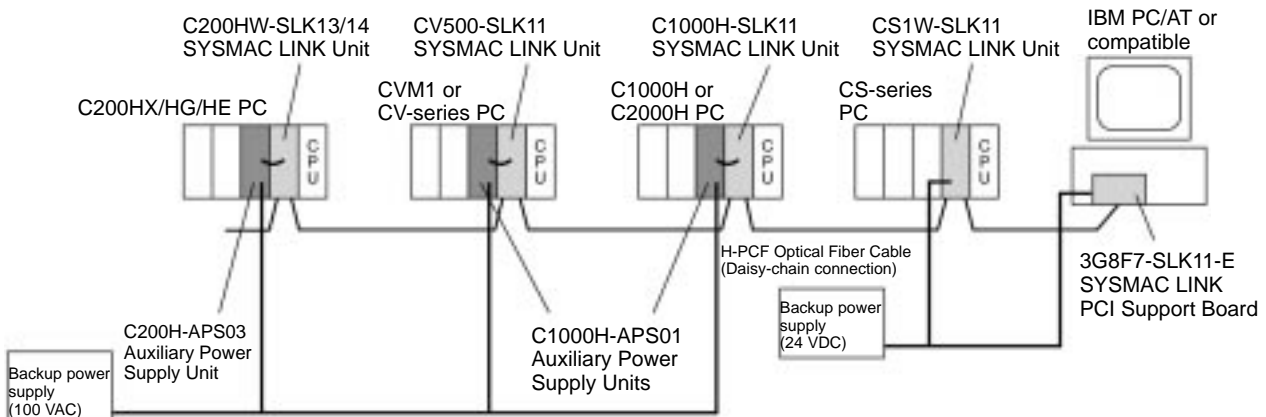 C200HW-SLK13/14
SYSMAC LINK Unit
CV500-SLK11
SYSMAC LINK Unit
C1000H-SLK11
SYSMAC LINK Unit
CS1W-SLK11
SYSMAC LINK Unit
IBM PC/AT or
compatible
C200HX/HG/HE PC
CVM1 or
CV-series PC
C1000H or
C2000H PC
CS-series
PC
CPU
CPU
CPU
CPU
H-PCF Optical Fiber Cable
(Daisy-chain connection)
3G8F7-SLK11-E
SYSMAC LINK
PCI Support Board
Backup power
supply
(24 VDC)
C200H-APS03
Auxiliary Power
Supply Unit
C1000H-APS01
Auxiliary Power
Supply Units
Backup power
supply
(100 VAC)